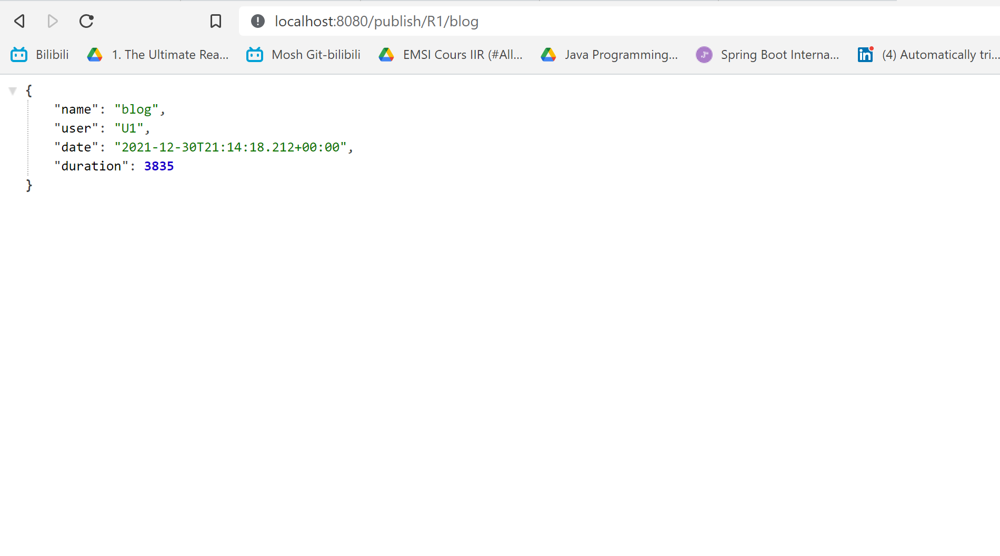 localhost:8080/publish/R1/blog
Bilibili 1. The Ultimate Rea... Mosh Git-bilibili EMSI Cours IIR (#All... Java Programming... Spring Boot Interna... in (4) Automatically tri...
{
"name": "blog",
"user": "U1",
"date": "2021-12-30T21:14:18.212+00:00",
"duration": 3835
}